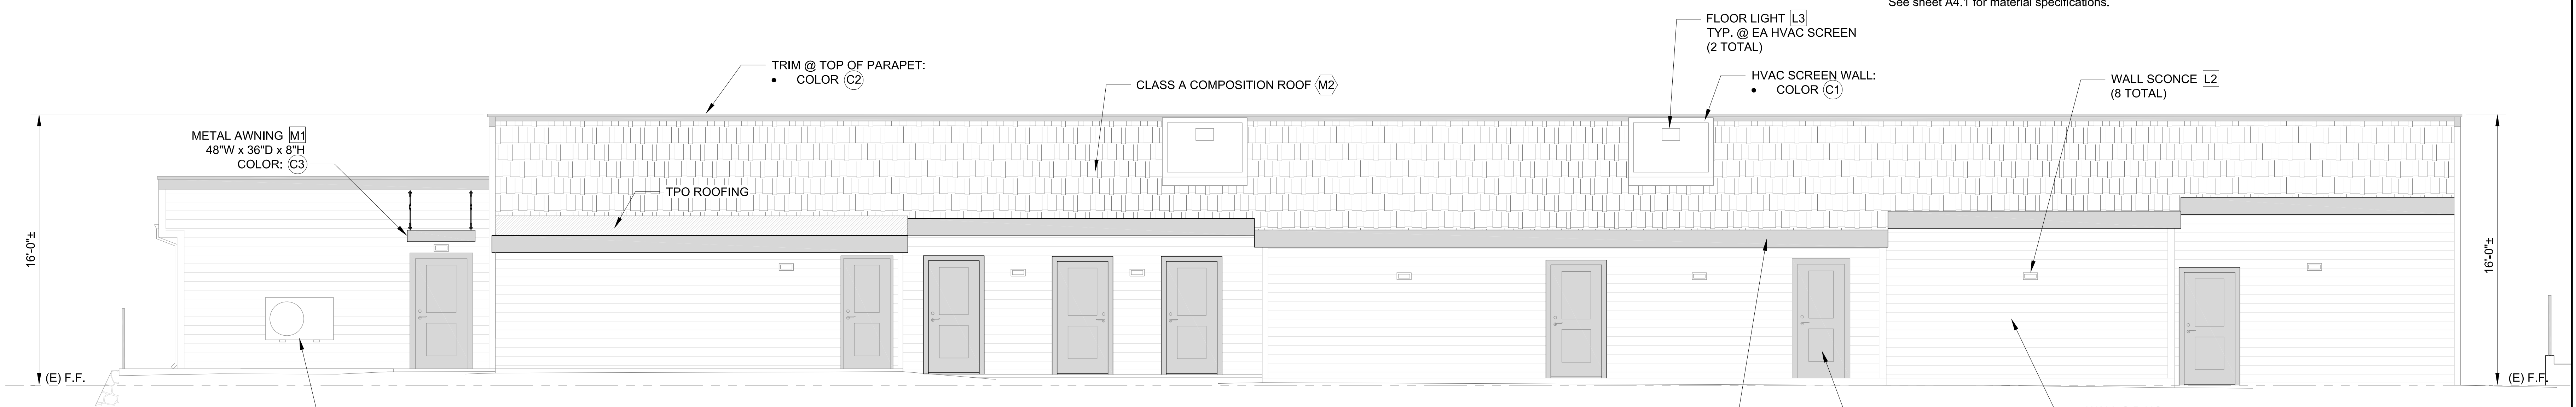 See sheet A4.1 for material specifications.
FLOOR LIGHT L3
TYP. @ EA HVAC SCREEN
(2 TOTAL)
TRIM @ TOP OF PARAPET:
• COLOR C2
CLASS A COMPOSITION ROOF M2
HVAC SCREEN WALL:
• COLOR C1
WALL SCONCE L2
(8 TOTAL)
METAL AWNING M1
48"W x 36"D x 8"H
COLOR: C3
TPO ROOFING
16'-0"±
16'-0"±
(E) F.F.
(E) F.F.